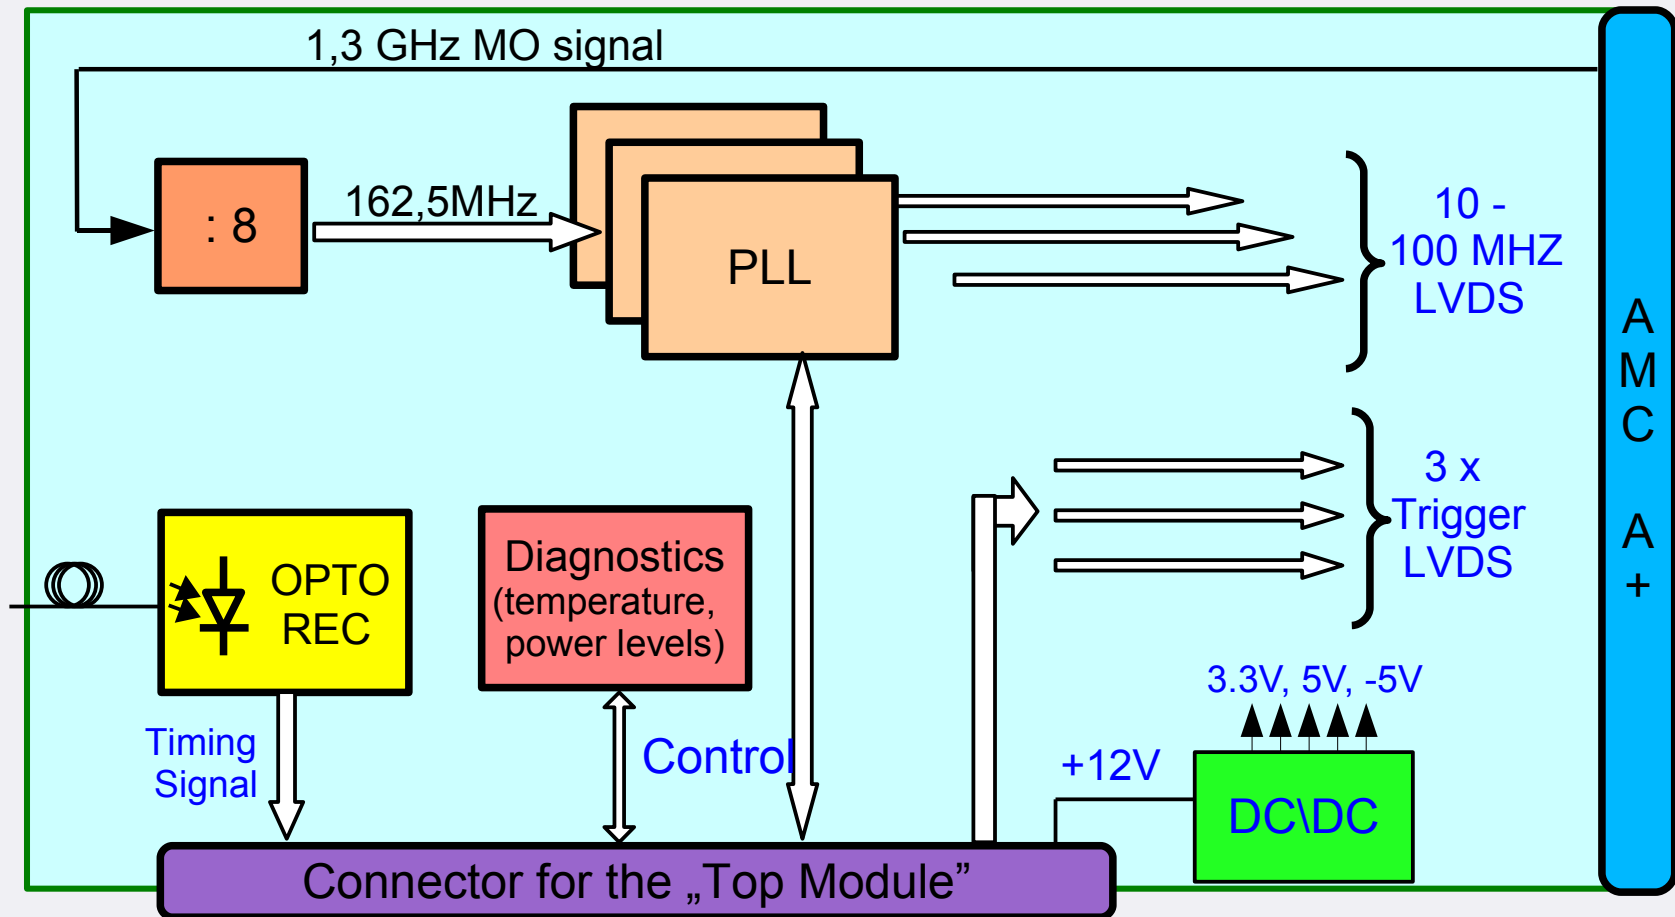 1,3 GHz MO signal
: 8
162,5MHz
PLL
10 -
100 MHZ
LVDS
A
M
C
A
+
3 x
Trigger
LVDS
OPTO
REC
Diagnostics
(temperature,
power levels)
Timing
Signal
Control
3.3V, 5V, -5V
+12V
DC\DC
Connector for the „Top Module”